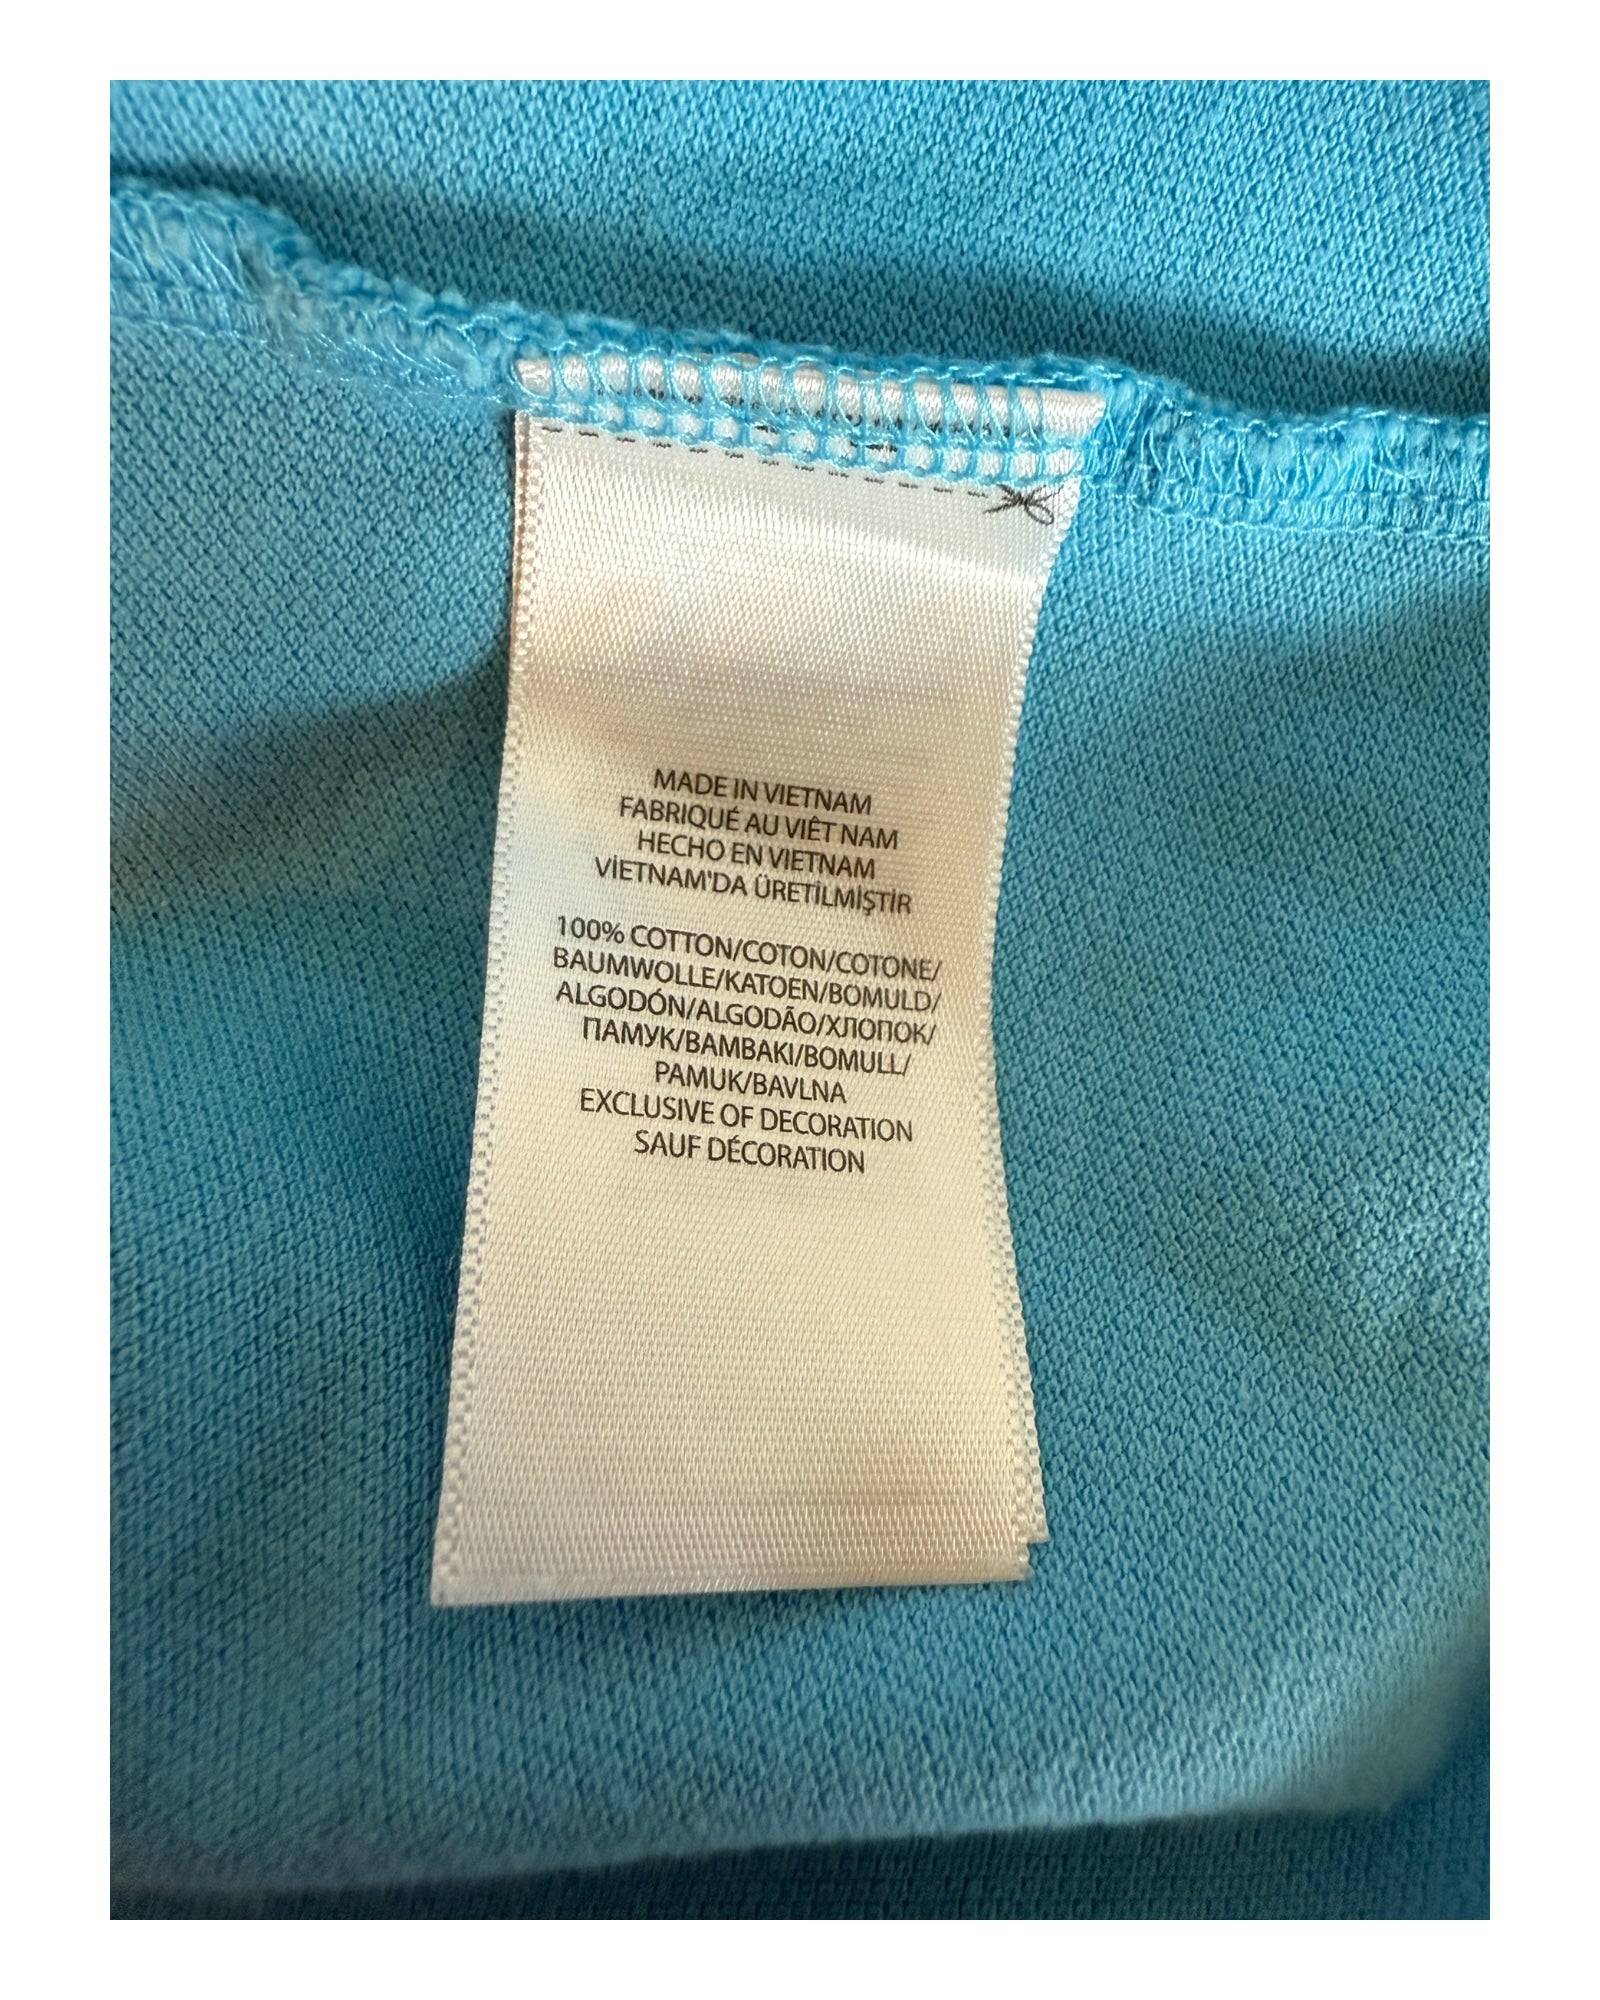 MADE IN VIETNAM
FABRIQUÉ AU VIÊT NAM
HECHO EN VIETNAM
VİETNAM'DA ÜRETİLMİŞTİR
100% COTTON/COTON/COTONE/
BAUMWOLLE/KATOEN/BOMULD/
ALGODÓN/ALGODÃO/ХЛОПОК/
ПАМУК/BAMBAKI/BOMULL/
PAMUK/BAVLNA
EXCLUSIVE OF DECORATION
SAUF DÉCORATION